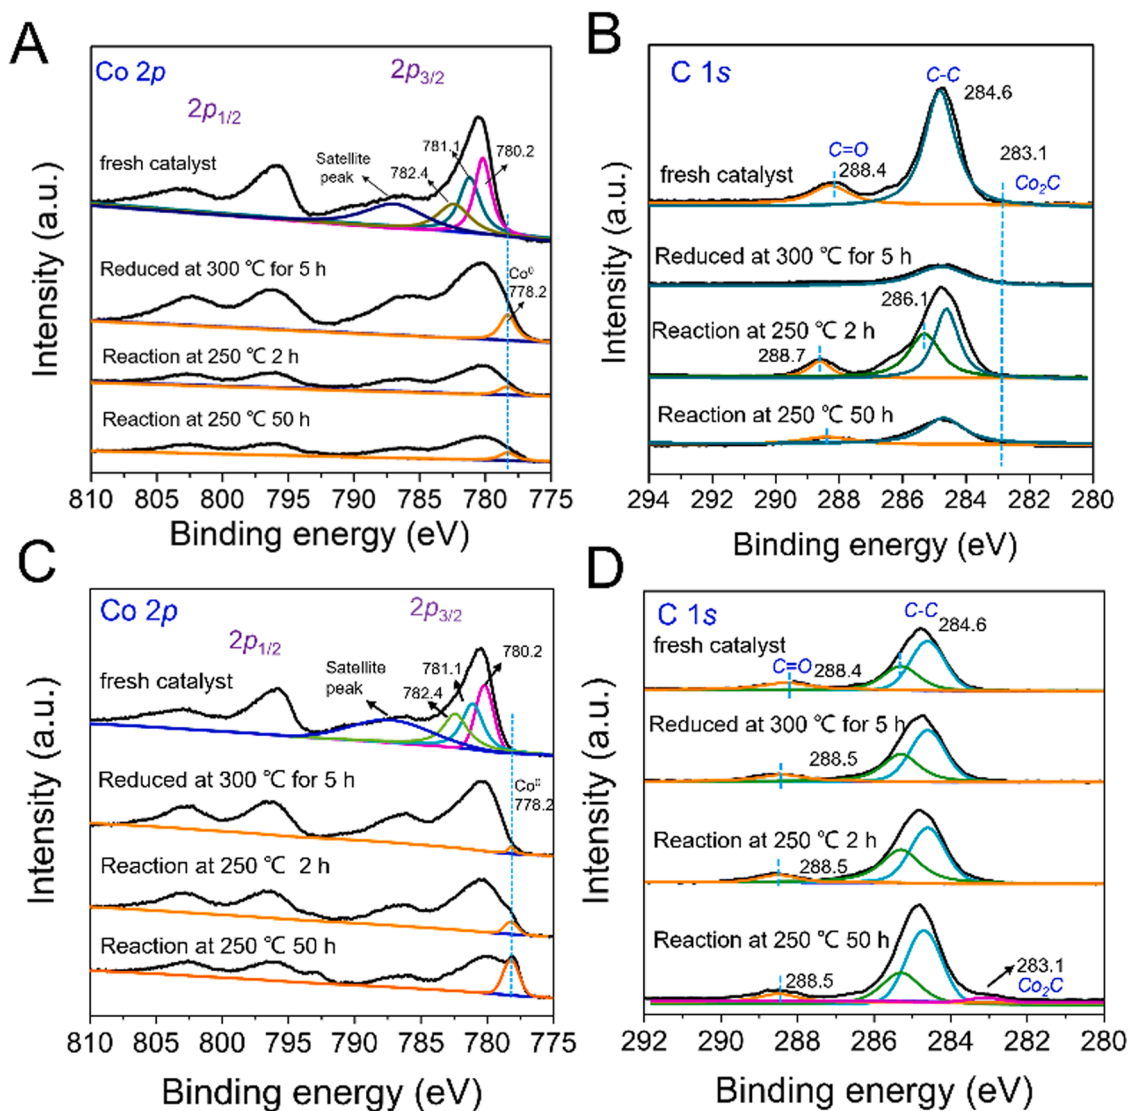 A
Co 2p
2p3/2
2p1/2
fresh catalyst
Satellite
peak
782.4
781.1
780.2
Reduced at 300 ℃ for 5 h
Co⁰
778.2
Reaction at 250 ℃ 2 h
Reaction at 250 ℃ 50 h
Intensity (a.u.)
810 805 800 795 790 785 780 775
Binding energy (eV)
B
C 1s
C-C
284.6
C=O
288.4
283.1
Co2C
fresh catalyst
Reduced at 300 ℃ for 5 h
286.1
Reaction at 250 ℃ 2 h
288.7
Reaction at 250 ℃ 50 h
Intensity (a.u.)
294 292 290 288 286 284 282 280
Binding energy (eV)
C
Co 2p
2p3/2
2p1/2
fresh catalyst
Satellite
peak
782.4
781.1
780.2
Reduced at 300 ℃ for 5 h
778.2
Reaction at 250 ℃ 2 h
Reaction at 250 ℃ 50 h
Intensity (a.u.)
810 805 800 795 790 785 780 775
Binding energy (eV)
D
C 1s
C-C
284.6
fresh catalyst
C=O
288.4
Reduced at 300 ℃ for 5 h
288.5
Reaction at 250 ℃ 2 h
288.5
Reaction at 250 ℃ 50 h
288.5
283.1
Co2C
Intensity (a.u.)
292 290 288 286 284 282 280
Binding energy (eV)